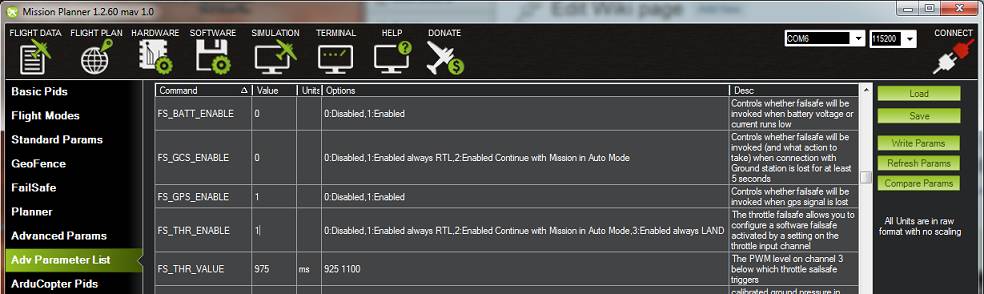 Mission Planner 1.2.60 mav 1.0
Edit Wiki page
FLIGHT DATA FLIGHT PLAN HARDWARE SOFTWARE SIMULATION TERMINAL HELP DONATE
COM6 115200 CONNECT
Basic Pids
Flight Modes
Standard Params
GeoFence
FailSafe
Planner
Advanced Params
Adv Parameter List
ArduCopter Pids
Command Value Units Options Desc
FS_BATT_ENABLE 0 0:Disabled,1:Enabled
Controls whether failsafe will be
invoked when battery voltage or
current runs low
FS_GCS_ENABLE 0 0:Disabled,1:Enabled always RTL,2:Enabled Continue with Mission in Auto Mode
Controls whether failsafe will be
invoked (and what action to
take) when connection with
Ground station is lost for at least
5 seconds
FS_GPS_ENABLE 1 0:Disabled,1:Enabled
Controls whether failsafe will be
invoked when gps signal is lost
FS_THR_ENABLE 1 0:Disabled,1:Enabled always RTL,2:Enabled Continue with Mission in Auto Mode,3:Enabled always LAND
The throttle failsafe allows you to
configure a software failsafe
activated by a setting on the
throttle input channel
FS_THR_VALUE 975 ms 925 1100
The PWM level on channel 3
below which throttle sailsafe
triggers
calibrated ground pressure in
Load
Save
Write Params
Refresh Params
Compare Params
All Units are in raw
format with no scaling